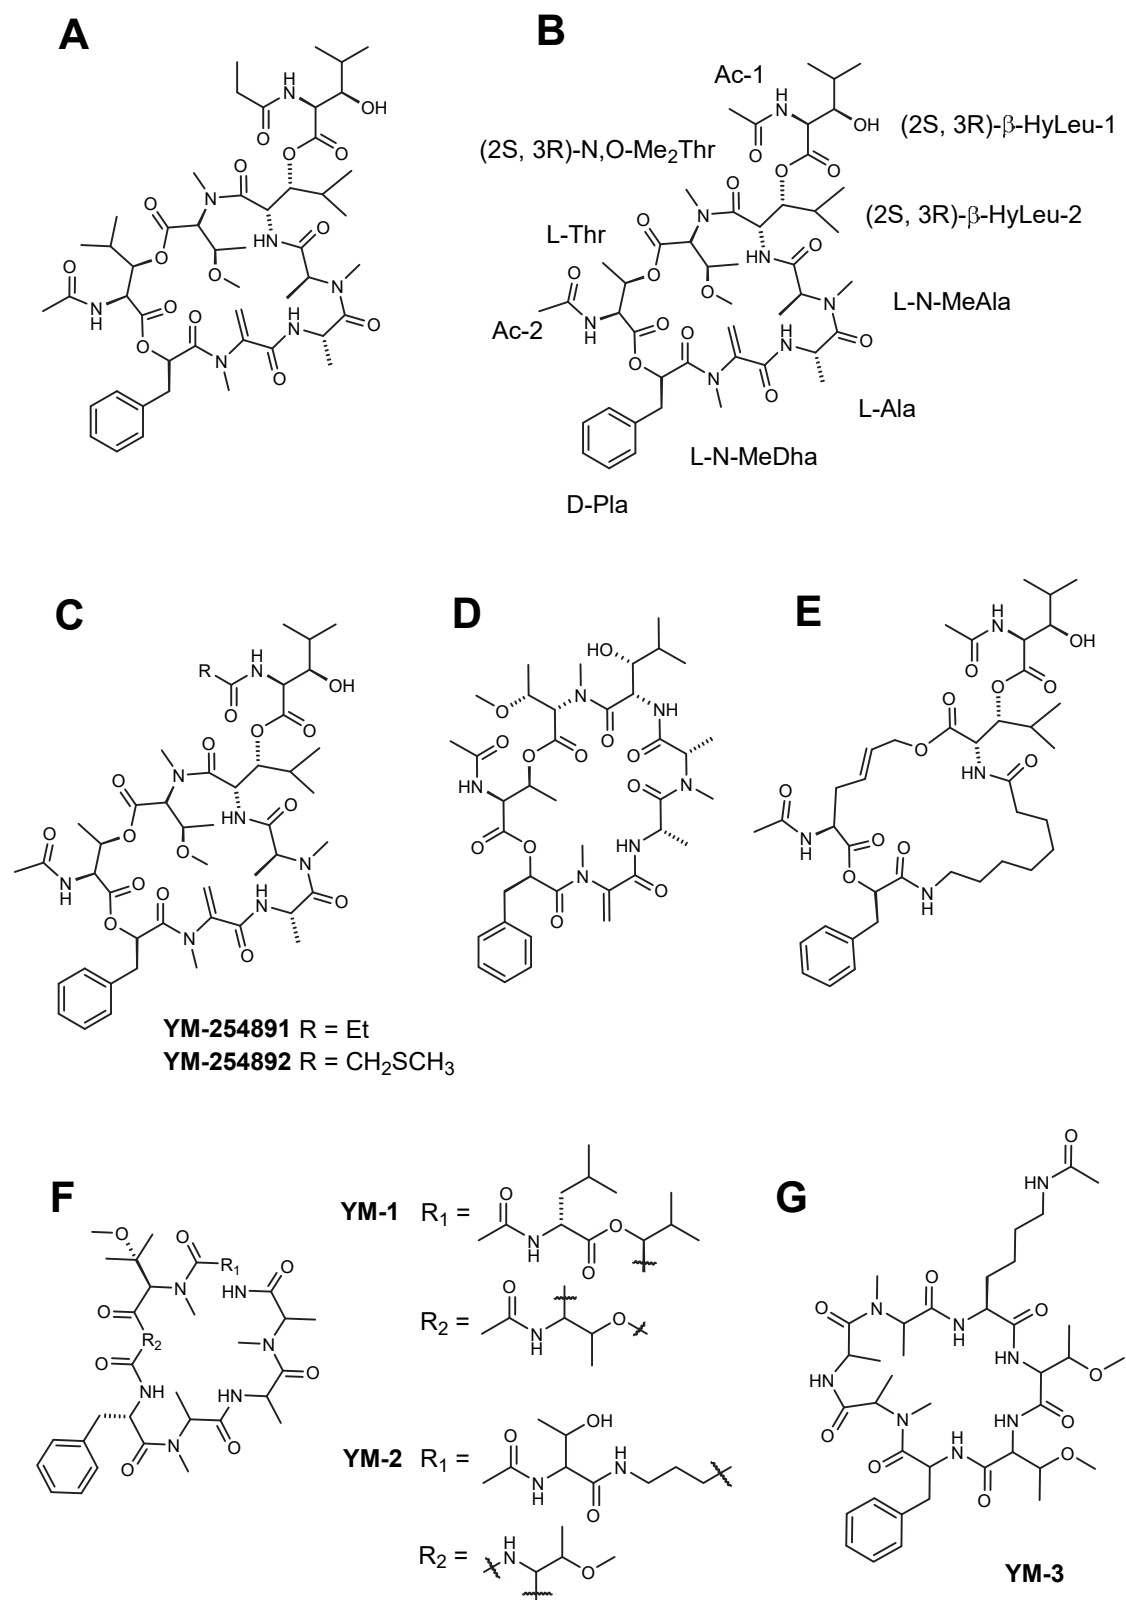 A
B
Ac-1
(2S, 3R)-β-HyLeu-1
(2S, 3R)-N,O-Me2Thr
(2S, 3R)-β-HyLeu-2
L-Thr
L-N-MeAla
Ac-2
L-Ala
L-N-MeDha
D-Pla
C
D
E
YM-254891 R = Et
YM-254892 R = CH2SCH3
F
YM-1 R1 =
R2 =
YM-2 R1 =
R2 =
G
YM-3